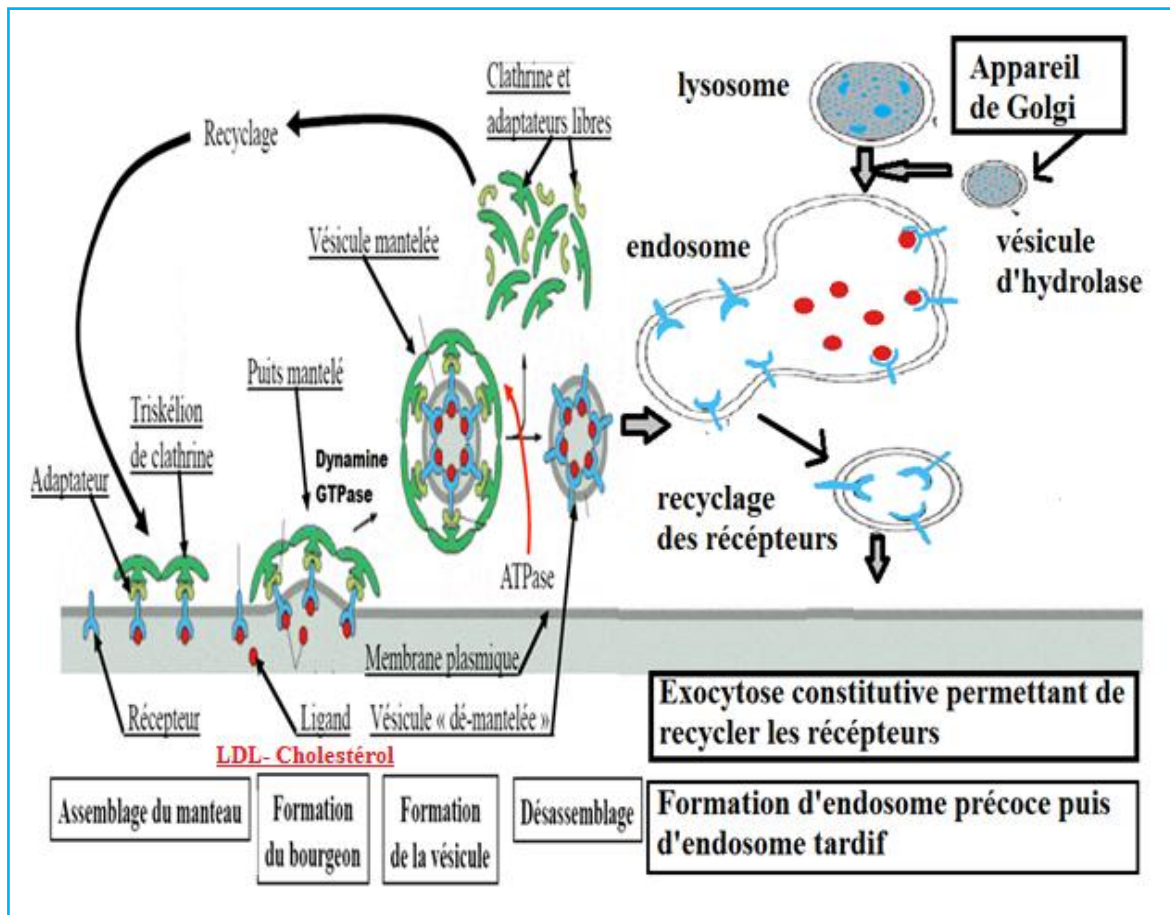 lysosome
Appareil
de Golgi
Clathrine et
adaptateurs libres
Recyclage
Vésicule mantelée
endosome
vésicule
d'hydrolase
Puits mantelé
Triskélion
de clathrine
Adaptateur
Dynamine
GTPase
recyclage
des récépteurs
ATPase
Membrane plasmique
Récepteur
Ligand
Vésicule « dé-mantelée »
LDL- Cholestérol
Exocytose constitutive permettant de
recycler les récépteurs
Assemblage du manteau
Formation
du bourgeon
Formation
de la vésicule
Désassemblage
Formation d'endosome précoce puis
d'endosome tardif